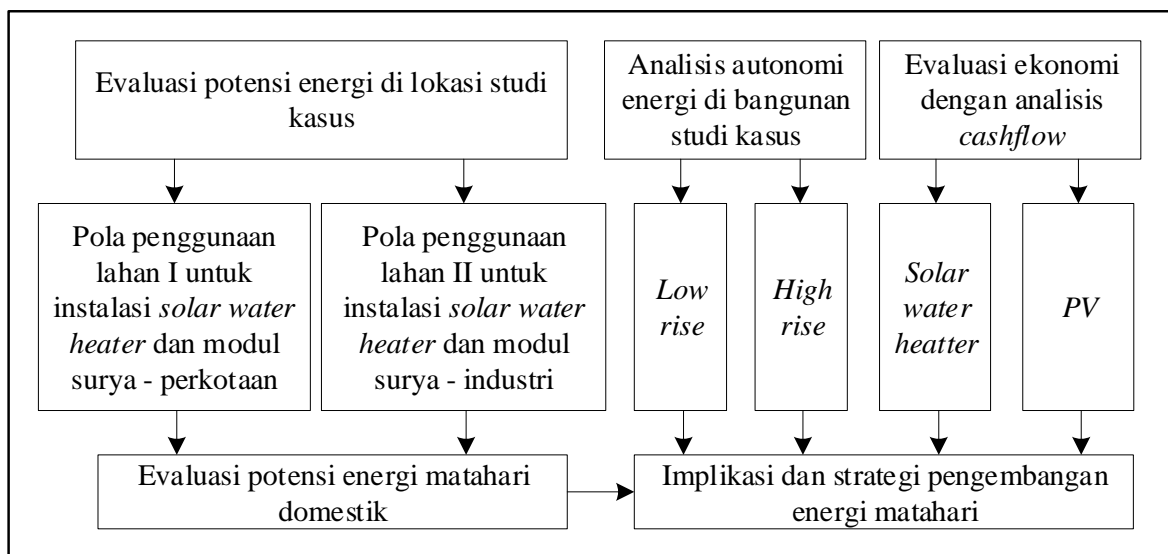 Evaluasi potensi energi di lokasi studi
kasus
Analisis autonomi
energi di bangunan
studi kasus
Evaluasi ekonomi
dengan analisis
cashflow
Pola penggunaan
lahan I untuk
instalasi solar water
heater dan modul
surya - perkotaan
Pola penggunaan
lahan II untuk
instalasi solar water
heater dan modul
surya - industri
Low
rise
High
rise
Solar
water
heatter
PV
Evaluasi potensi energi matahari
domestik
Implikasi dan strategi pengembangan
energi matahari